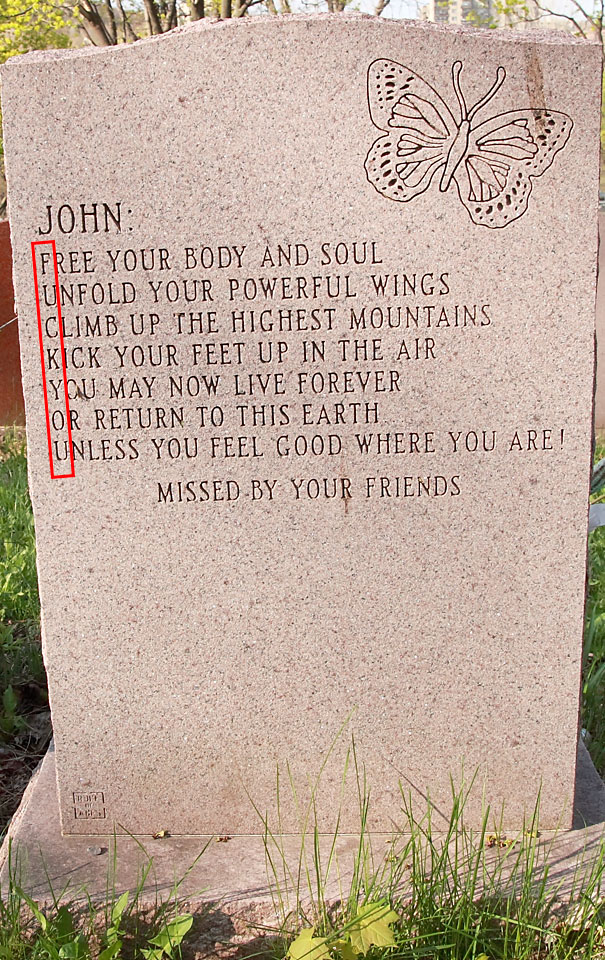 JOHN:
FREE YOUR BODY AND SOUL
UNFOLD YOUR POWERFUL WINGS
CLIMB UP THE HIGHEST MOUNTAINS
KICK YOUR FEET UP IN THE AIR
YOU MAY NOW LIVE FOREVER
OR RETURN TO THIS EARTH
UNLESS YOU FEEL GOOD WHERE YOU ARE!
MISSED BY YOUR FRIENDS